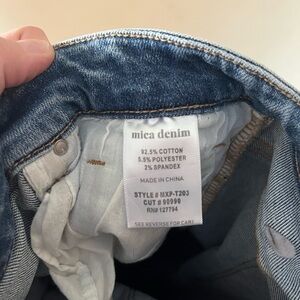 mica denim
92.5% COTTON
5.5% POLYESTER
2% SPANDEX
MADE IN CHINA
STYLE # MXP-T203
CUT # 90990
RN# 127794
SEE REVERSE FOR CARE